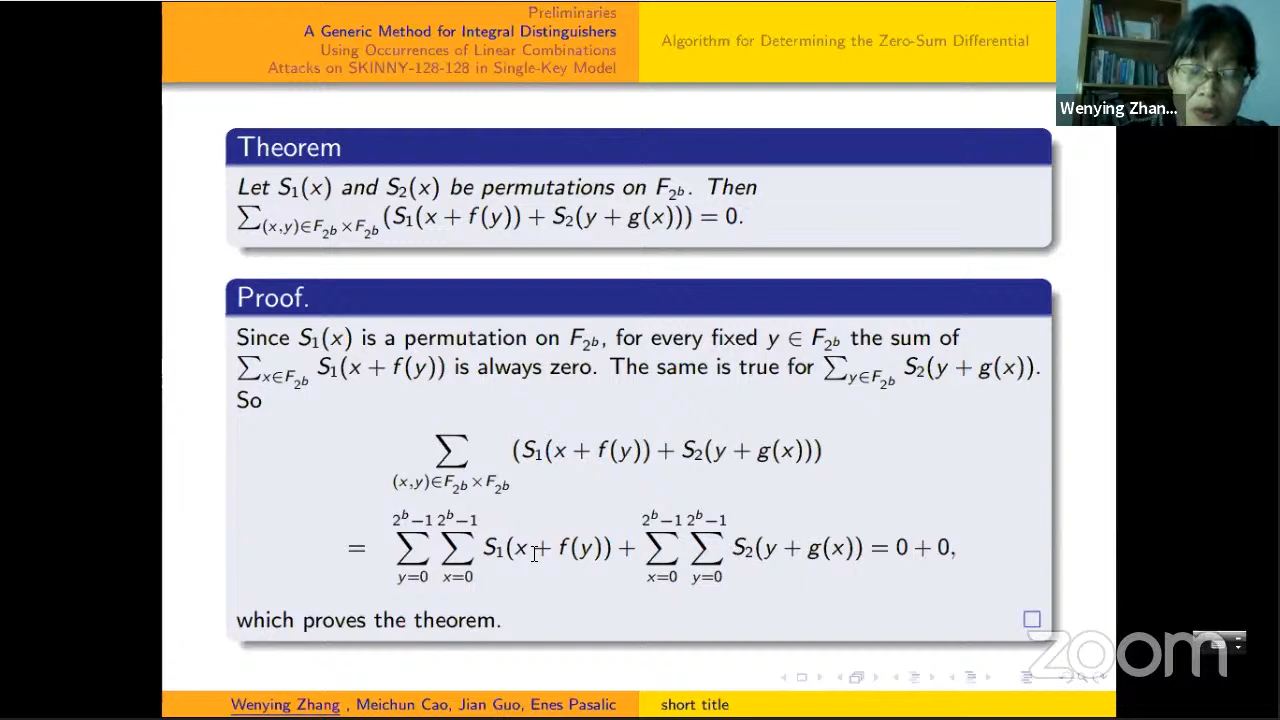 Preliminaries
A Generic Method for Integral Distinguishers
Using Occurrences of Linear Combinations
Attacks on SKINNY-128-128 in Single-Key Model
Algorithm for Determining the Zero-Sum Differential
Wenying Zhan...
Theorem
Let S₁(x) and S₂(x) be permutations on F_{2^b}. Then
∑_{(x,y)∈F_{2^b}×F_{2^b}} (S₁(x + f(y)) + S₂(y + g(x))) = 0.
Proof.
Since S₁(x) is a permutation on F_{2^b}, for every fixed y ∈ F_{2^b} the sum of
∑_{x∈F_{2^b}} S₁(x + f(y)) is always zero. The same is true for ∑_{y∈F_{2^b}} S₂(y + g(x)).
So
∑_{(x,y)∈F_{2^b}×F_{2^b}} (S₁(x + f(y)) + S₂(y + g(x)))
= ∑_{y=0}^{2^b−1} ∑_{x=0}^{2^b−1} S₁(x + f(y)) + ∑_{x=0}^{2^b−1} ∑_{y=0}^{2^b−1} S₂(y + g(x)) = 0 + 0,
which proves the theorem.
zoom
Wenying Zhang , Meichun Cao, Jian Guo, Enes Pasalic
short title